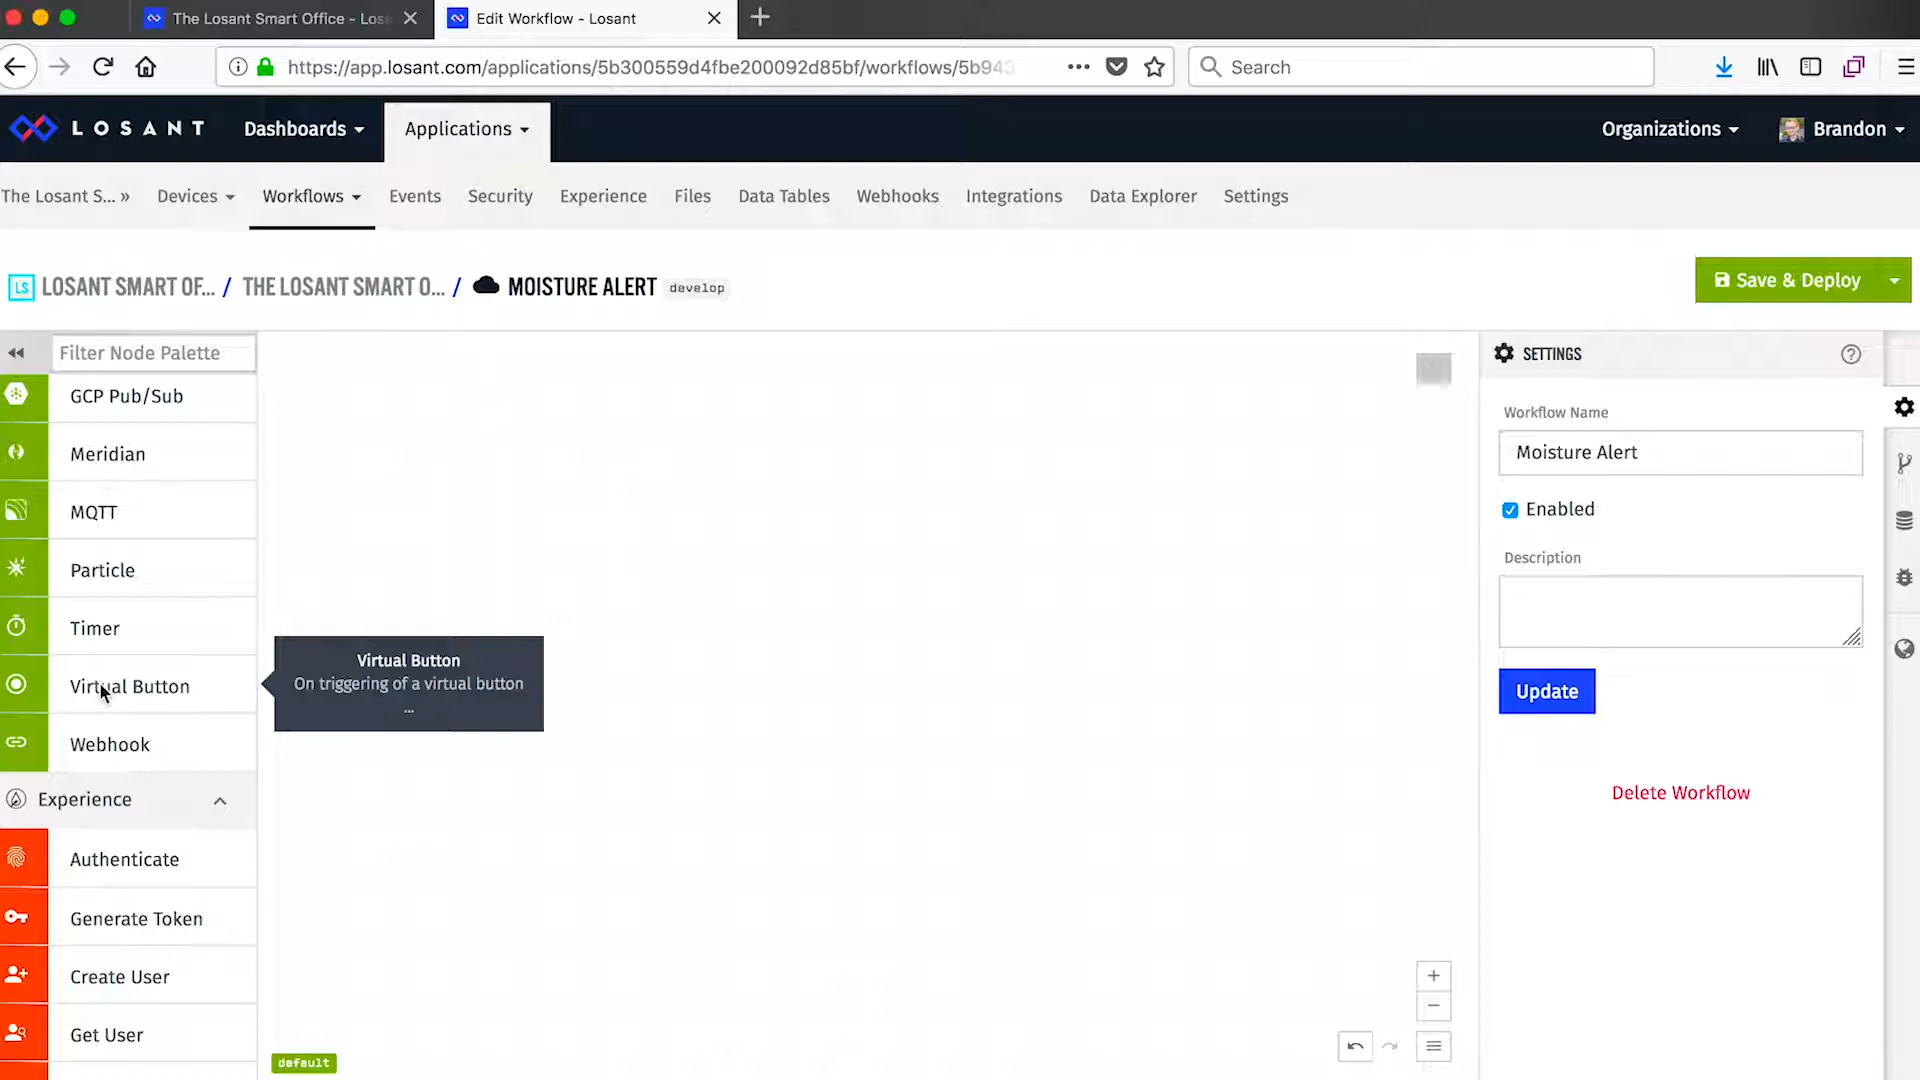 The Losant Smart Office - Los
Edit Workflow - Losant
https://app.losant.com/applications/5b300559d4fbe200092d85bf/workflows/5b943
Search
LOSANT
Dashboards
Applications
Organizations
Brandon
The Losant S... »
Devices
Workflows
Events
Security
Experience
Files
Data Tables
Webhooks
Integrations
Data Explorer
Settings
LS
LOSANT SMART OF... / THE LOSANT SMART O... / MOISTURE ALERT
develop
Save & Deploy
Filter Node Palette
GCP Pub/Sub
Meridian
MQTT
Particle
Timer
Virtual Button
Webhook
Experience
Authenticate
Generate Token
Create User
Get User
Virtual Button
On triggering of a virtual button
...
default
SETTINGS
Workflow Name
Moisture Alert
Enabled
Description
Update
Delete Workflow